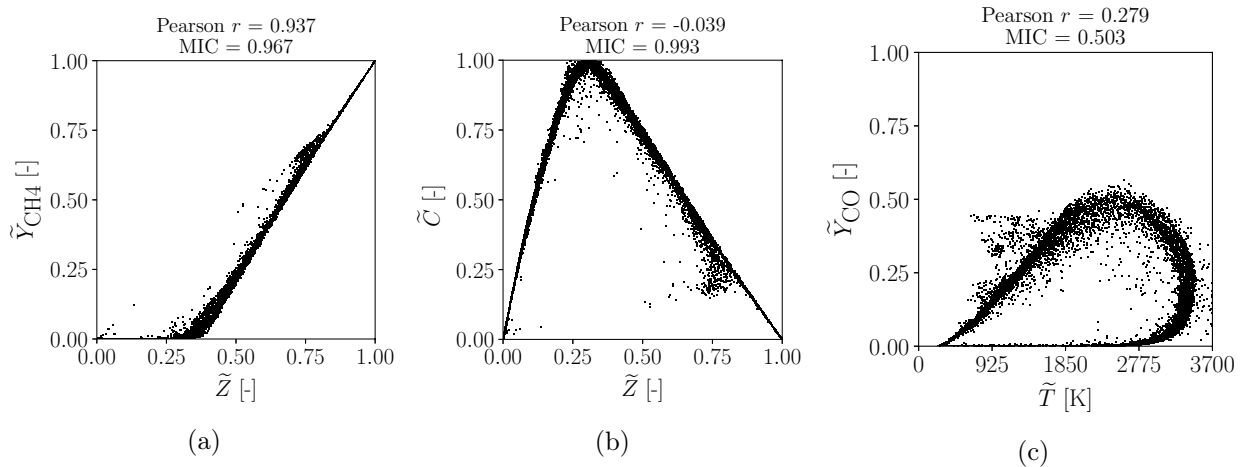 Pearson r = 0.937
MIC = 0.967
1.00
0.75
0.50
0.25
0.00
Ỹ_CH4 [-]
0.00 0.25 0.50 0.75 1.00
Z̃ [-]
(a)
Pearson r = -0.039
MIC = 0.993
1.00
0.75
0.50
0.25
0.00
C̃ [-]
0.00 0.25 0.50 0.75 1.00
Z̃ [-]
(b)
Pearson r = 0.279
MIC = 0.503
1.00
0.75
0.50
0.25
0.00
Ỹ_CO [-]
0 925 1850 2775 3700
T̃ [K]
(c)